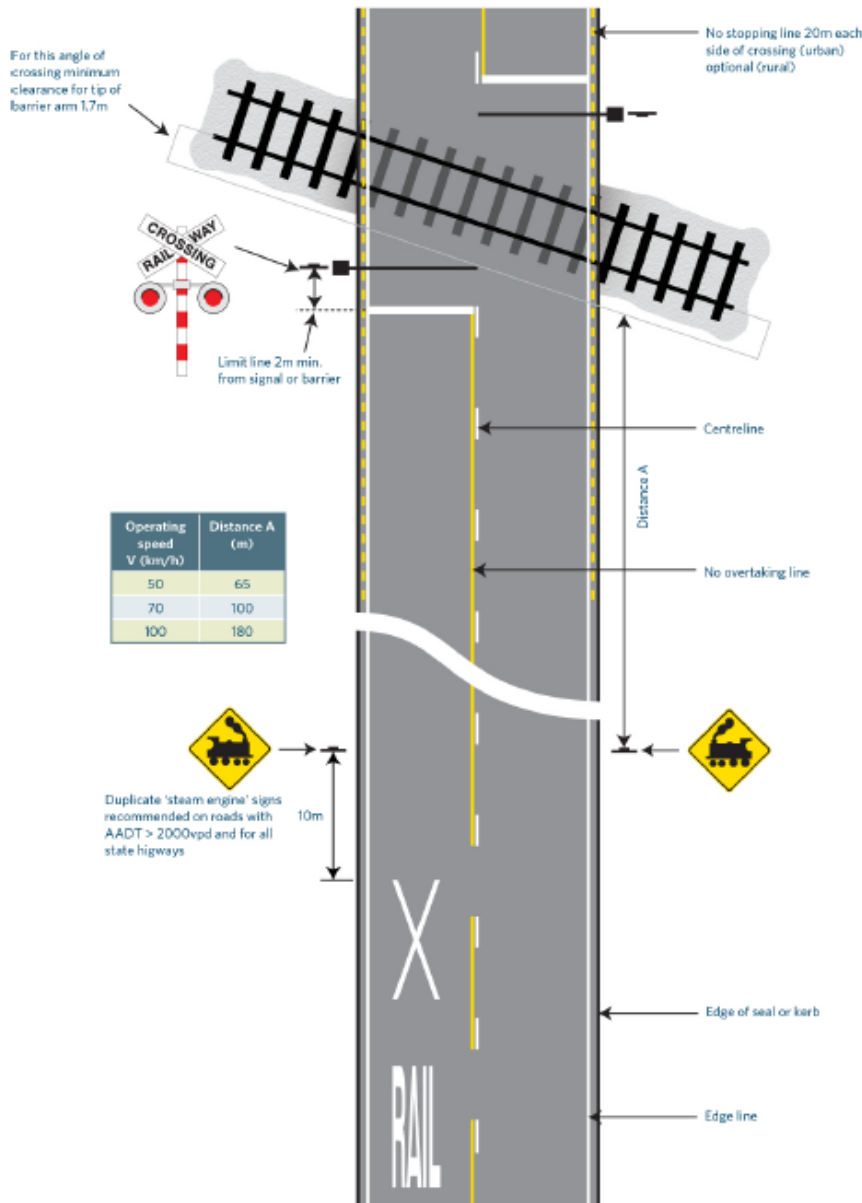 For this angle of
crossing minimum
clearance for tip of
barrier arm 1.7m
No stopping line 20m each
side of crossing (urban)
optional (rural)
CROSSING
RAIL WAY
Limit line 2m min.
from signal or barrier
Centreline
Distance A
Operating
speed
V (km/h)
Distance A
(m)
50 65
70 100
100 180
No overtaking line
Duplicate 'steam engine' signs
recommended on roads with
AADT > 2000vpd and for all
state higways
10m
Edge of seal or kerb
RAIL
Edge line